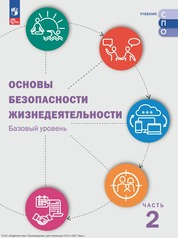 УЧЕБНИК
СПО
ОСНОВЫ
БЕЗОПАСНОСТИ
ЖИЗНЕДЕЯТЕЛЬНОСТИ
Базовый уровень
ЧАСТЬ
2